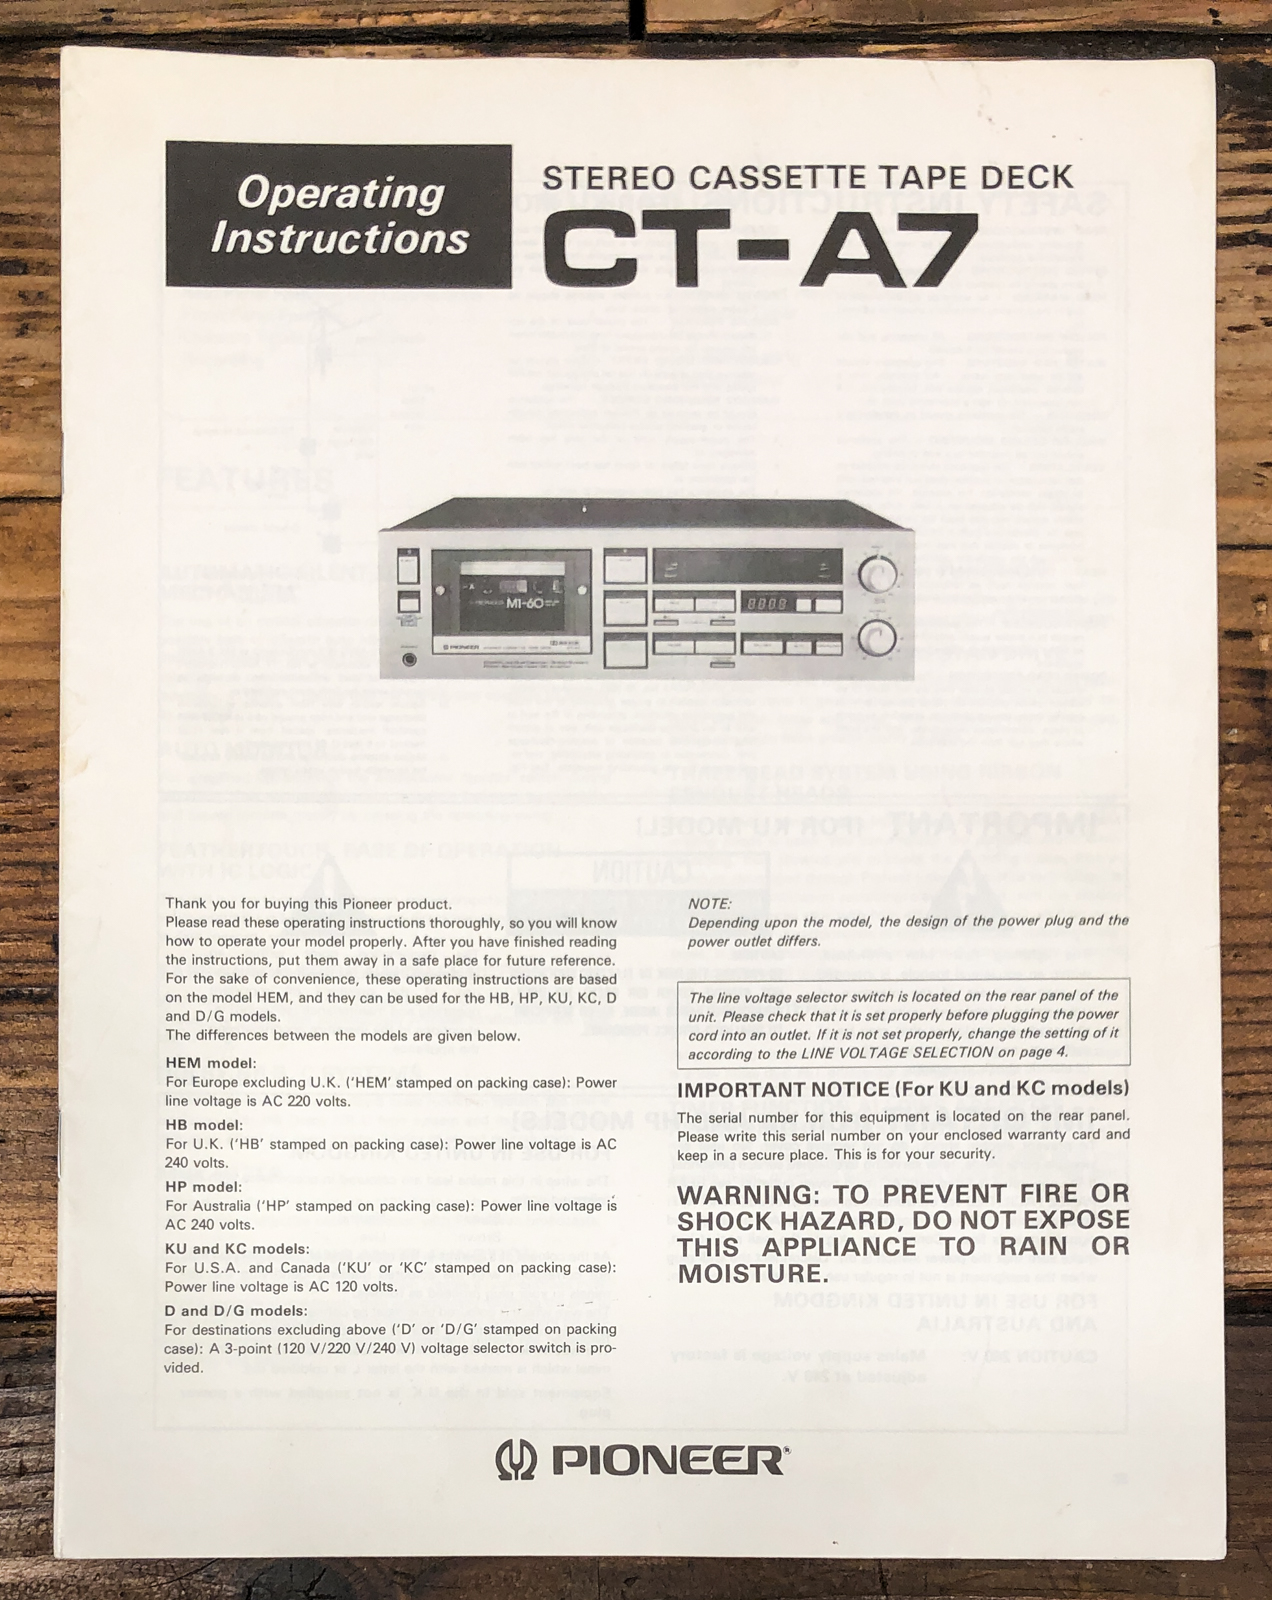 Operating
Instructions
STEREO CASSETTE TAPE DECK
CT-A7
M1-60
PIONEER
8888
Thank you for buying this Pioneer product.
Please read these operating instructions thoroughly, so you will know
how to operate your model properly. After you have finished reading
the instructions, put them away in a safe place for future reference.
For the sake of convenience, these operating instructions are based
on the model HEM, and they can be used for the HB, HP, KU, KC, D
and D/G models.
The differences between the models are given below.
HEM model:
For Europe excluding U.K. ('HEM' stamped on packing case): Power
line voltage is AC 220 volts.
HB model:
For U.K. ('HB' stamped on packing case): Power line voltage is AC
240 volts.
HP model:
For Australia ('HP' stamped on packing case): Power line voltage is
AC 240 volts.
KU and KC models:
For U.S.A. and Canada ('KU' or 'KC' stamped on packing case):
Power line voltage is AC 120 volts.
D and D/G models:
For destinations excluding above ('D' or 'D/G' stamped on packing
case): A 3-point (120 V/220 V/240 V) voltage selector switch is pro-
vided.
NOTE:
Depending upon the model, the design of the power plug and the
power outlet differs.
The line voltage selector switch is located on the rear panel of the
unit. Please check that it is set properly before plugging the power
cord into an outlet. If it is not set properly, change the setting of it
according to the LINE VOLTAGE SELECTION on page 4.
IMPORTANT NOTICE (For KU and KC models)
The serial number for this equipment is located on the rear panel.
Please write this serial number on your enclosed warranty card and
keep in a secure place. This is for your security.
WARNING: TO PREVENT FIRE OR
SHOCK HAZARD, DO NOT EXPOSE
THIS APPLIANCE TO RAIN OR
MOISTURE.
PIONEER®